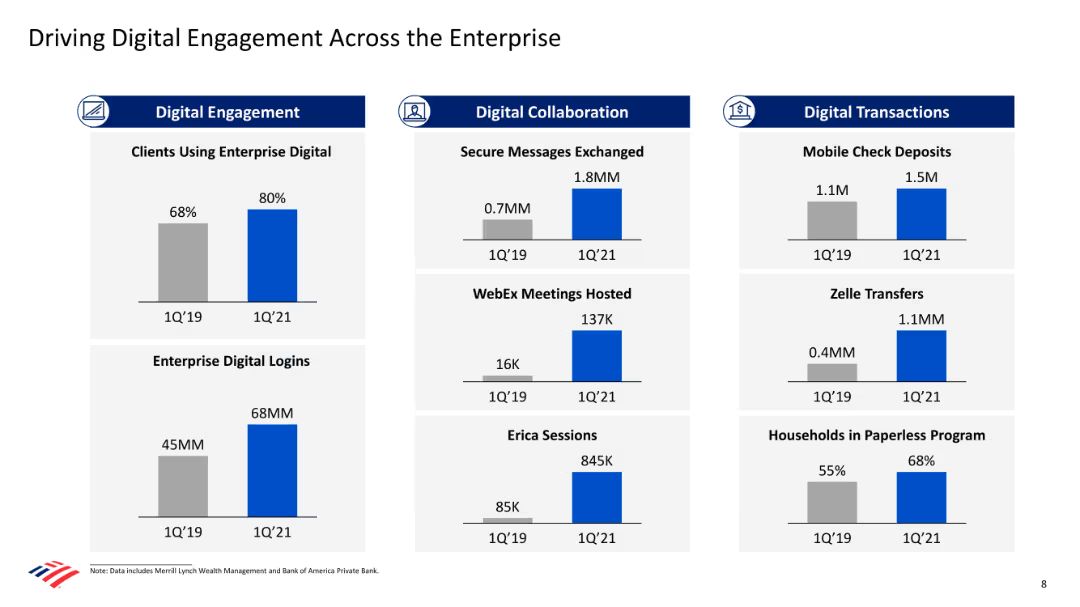 Driving Digital Engagement Across the Enterprise
Digital Engagement
Clients Using Enterprise Digital
68%
80%
1Q’19
1Q’21
Enterprise Digital Logins
45MM
68MM
1Q’19
1Q’21
Digital Collaboration
Secure Messages Exchanged
0.7MM
1.8MM
1Q’19
1Q’21
WebEx Meetings Hosted
16K
137K
1Q’19
1Q’21
Erica Sessions
85K
845K
1Q’19
1Q’21
Digital Transactions
$
Mobile Check Deposits
1.1M
1.5M
1Q’19
1Q’21
Zelle Transfers
0.4MM
1.1MM
1Q’19
1Q’21
Households in Paperless Program
55%
68%
1Q’19
1Q’21
Note: Data includes Merrill Lynch Wealth Management and Bank of America Private Bank.
8